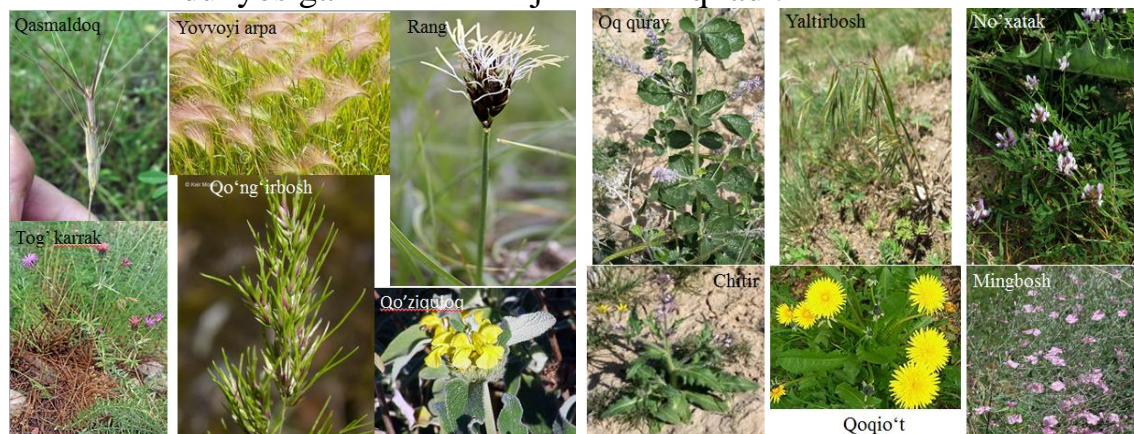 Qasmaldoq
Yovvoyi arpa
Rang
Oq quray
Yaltirbosh
No’xatak
Qo‘ng‘irbosh
Tog’ karrak
Qo’ziquloq
Chitir
Mingbosh
Qoqio‘t